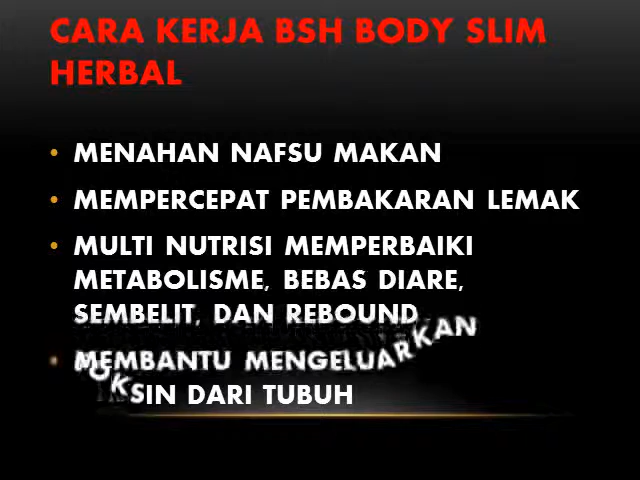 CARA KERJA BSH BODY SLIM
HERBAL
• MENAHAN NAFSU MAKAN
• MEMPERCEPAT PEMBAKARAN LEMAK
• MULTI NUTRISI MEMPERBAIKI
METABOLISME, BEBAS DIARE,
SEMBELIT, DAN REBOUND
• MEMBANTU MENGELUARKAN
OKSIN DARI TUBUH